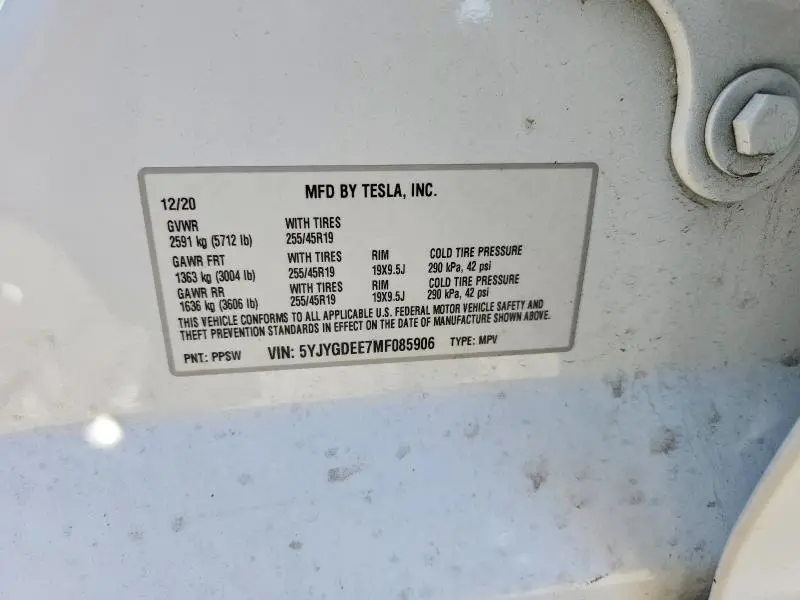 12/20 MFD BY TESLA, INC.
GVWR WITH TIRES
2591 kg (5712 lb) 255/45R19
GAWR FRT WITH TIRES RIM COLD TIRE PRESSURE
1363 kg (3004 lb) 255/45R19 19X9.5J 290 kPa, 42 psi
GAWR RR WITH TIRES RIM COLD TIRE PRESSURE
1636 kg (3606 lb) 255/45R19 19X9.5J 290 kPa, 42 psi
THIS VEHICLE CONFORMS TO ALL APPLICABLE U.S. FEDERAL MOTOR VEHICLE SAFETY AND
THEFT PREVENTION STANDARDS IN EFFECT ON THE DATE OF MANUFACTURE SHOWN ABOVE.
PNT: PPSW VIN: 5YJYGDEE7MF085906 TYPE: MPV